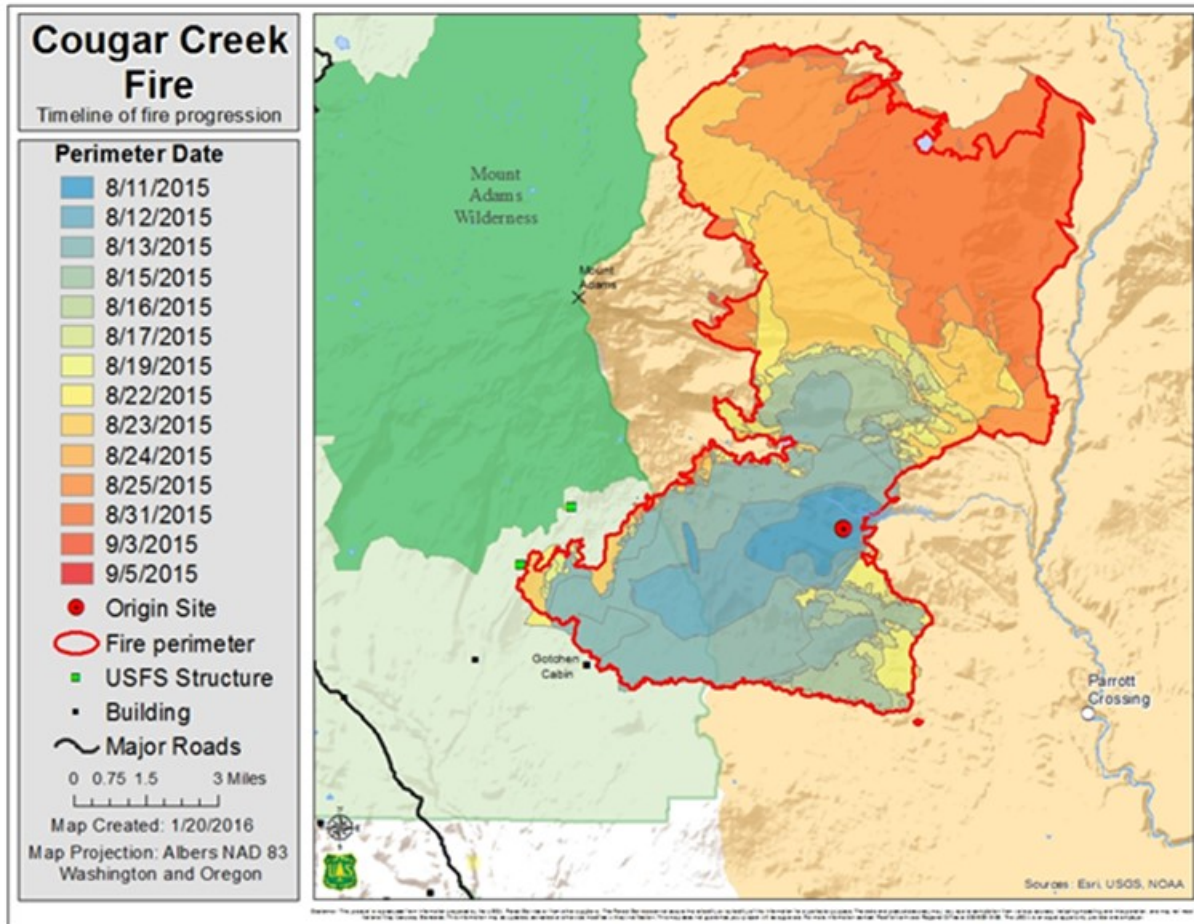 Cougar Creek
Fire
Timeline of fire progression
Perimeter Date
8/11/2015
8/12/2015
8/13/2015
8/15/2015
8/16/2015
8/17/2015
8/19/2015
8/22/2015
8/23/2015
8/24/2015
8/25/2015
8/31/2015
9/3/2015
9/5/2015
Origin Site
Fire perimeter
USFS Structure
Building
Major Roads
0 0.75 1.5 3 Miles
Map Created: 1/20/2016
Map Projection: Albers NAD 83
Washington and Oregon
Mount
Adams
Wilderness
Mount
Adams
Gotchen
Cabin
Parrott
Crossing
Sources: Esri, USGS, NOAA